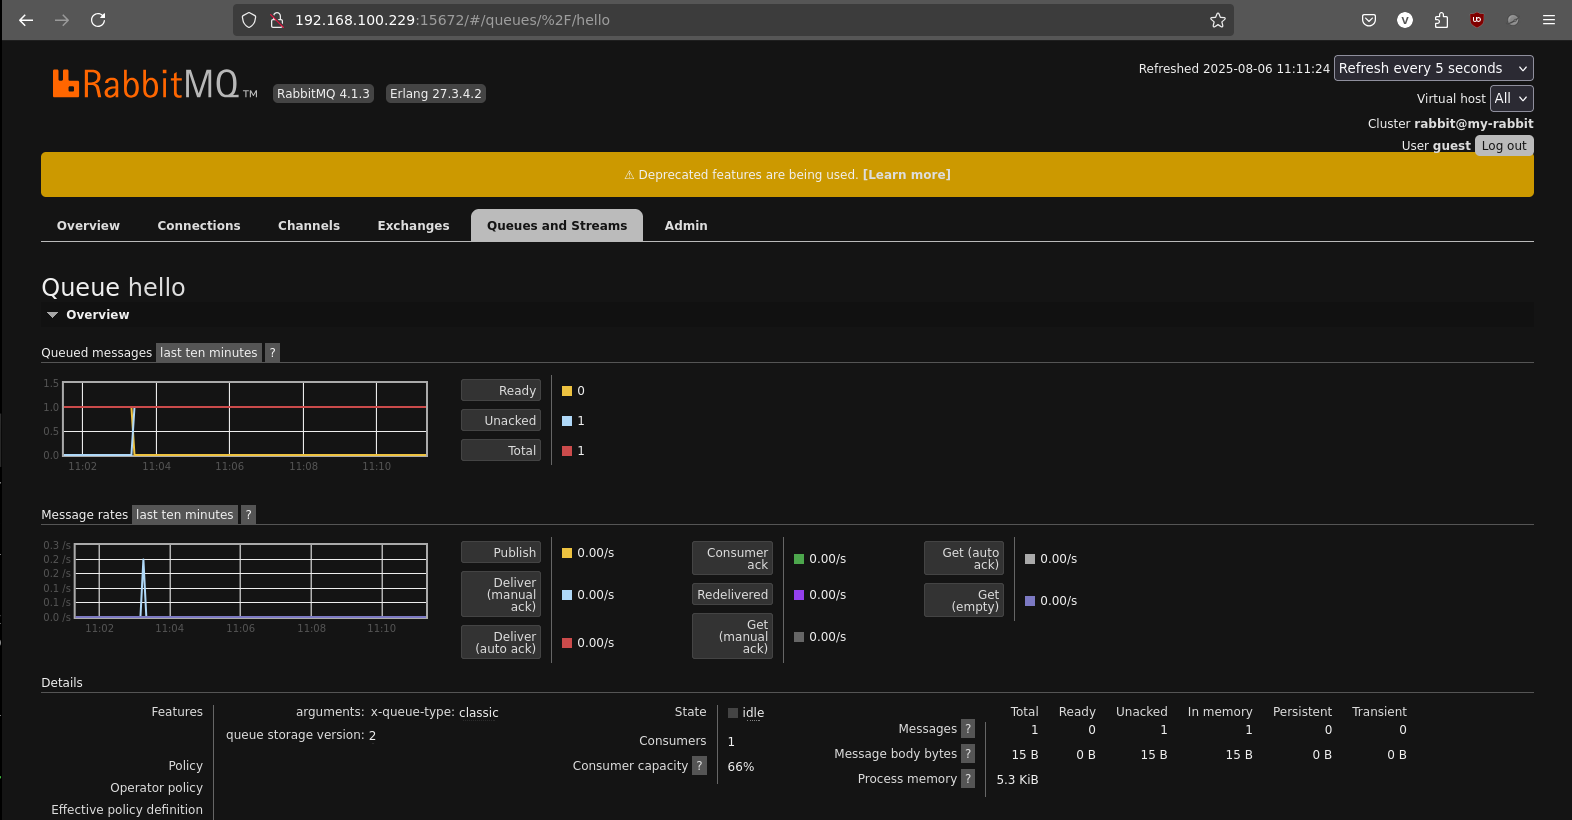 192.168.100.229:15672/#/queues/%2F/hello
RabbitMQ TM
RabbitMQ 4.1.3 Erlang 27.3.4.2
Refreshed 2025-08-06 11:11:24 Refresh every 5 seconds
Virtual host All
Cluster rabbit@my-rabbit
User guest Log out
⚠ Deprecated features are being used. [Learn more]
Overview Connections Channels Exchanges Queues and Streams Admin
Queue hello
Overview
Queued messages last ten minutes ?
1.5
1.0
0.5
0.0
11:02 11:04 11:06 11:08 11:10
Ready 0
Unacked 1
Total 1
Message rates last ten minutes ?
0.3 /s
0.2 /s
0.2 /s
0.1 /s
0.1 /s
0.0 /s
11:02 11:04 11:06 11:08 11:10
Publish 0.00/s
Deliver
(manual 0.00/s
ack)
Deliver
(auto ack) 0.00/s
Consumer
ack 0.00/s
Redelivered 0.00/s
Get
(manual 0.00/s
ack)
Get (auto
ack) 0.00/s
Get
(empty) 0.00/s
Details
Features arguments: x-queue-type: classic
queue storage version: 2
Policy
Operator policy
Effective policy definition
State idle
Consumers 1
Consumer capacity ? 66%
Total Ready Unacked In memory Persistent Transient
Messages ? 1 0 1 1 0 0
Message body bytes ? 15 B 0 B 15 B 15 B 0 B 0 B
Process memory ? 5.3 KiB